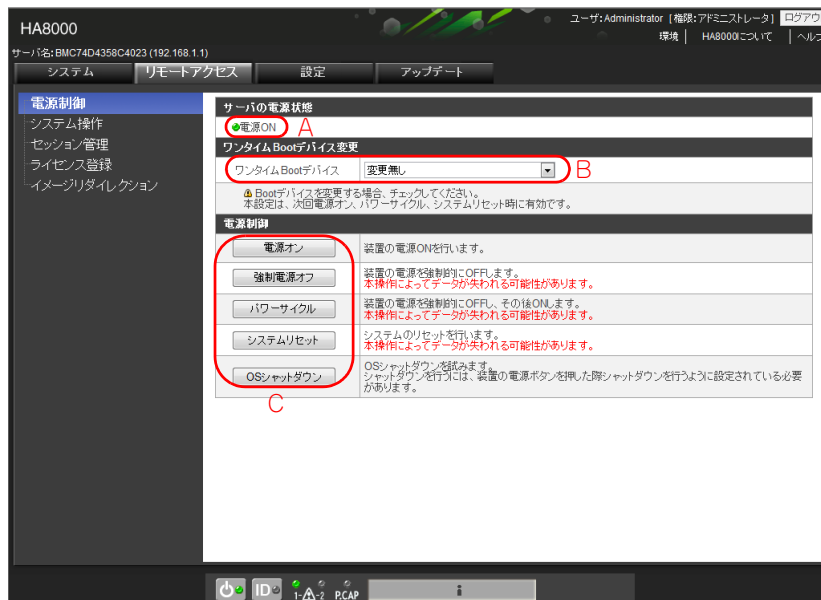 HA8000
ユーザ:Administrator [権限:アドミニストレータ] ログアウ
環境 | HA8000について | ヘルプ
サーバ名:BMC74D4358C4023 (192.168.1.1)
システム リモートアクセス 設定 アップデート
電源制御
システム操作
セッション管理
ライセンス登録
イメージリダイレクション
サーバの電源状態
電源ON A
ワンタイムBootデバイス変更
ワンタイムBootデバイス 変更無し B
Bootデバイスを変更する場合、チェックしてください。
本設定は、次回電源オン、パワーサイクル、システムリセット時に有効です。
電源制御
電源オン 装置の電源ONを行います。
強制電源オフ 装置の電源を強制的にOFFします。
本操作によってデータが失われる可能性があります。
パワーサイクル 装置の電源を強制的にOFFし、その後ONします。
本操作によってデータが失われる可能性があります。
システムリセット システムのリセットを行います。
本操作によってデータが失われる可能性があります。
OSシャットダウン OSシャットダウンを試みます。
シャットダウンを行うには、装置の電源ボタンを押した際シャットダウンを行うように設定されている必要
があります。
C
ID 1-⚠-2 P.CAP i